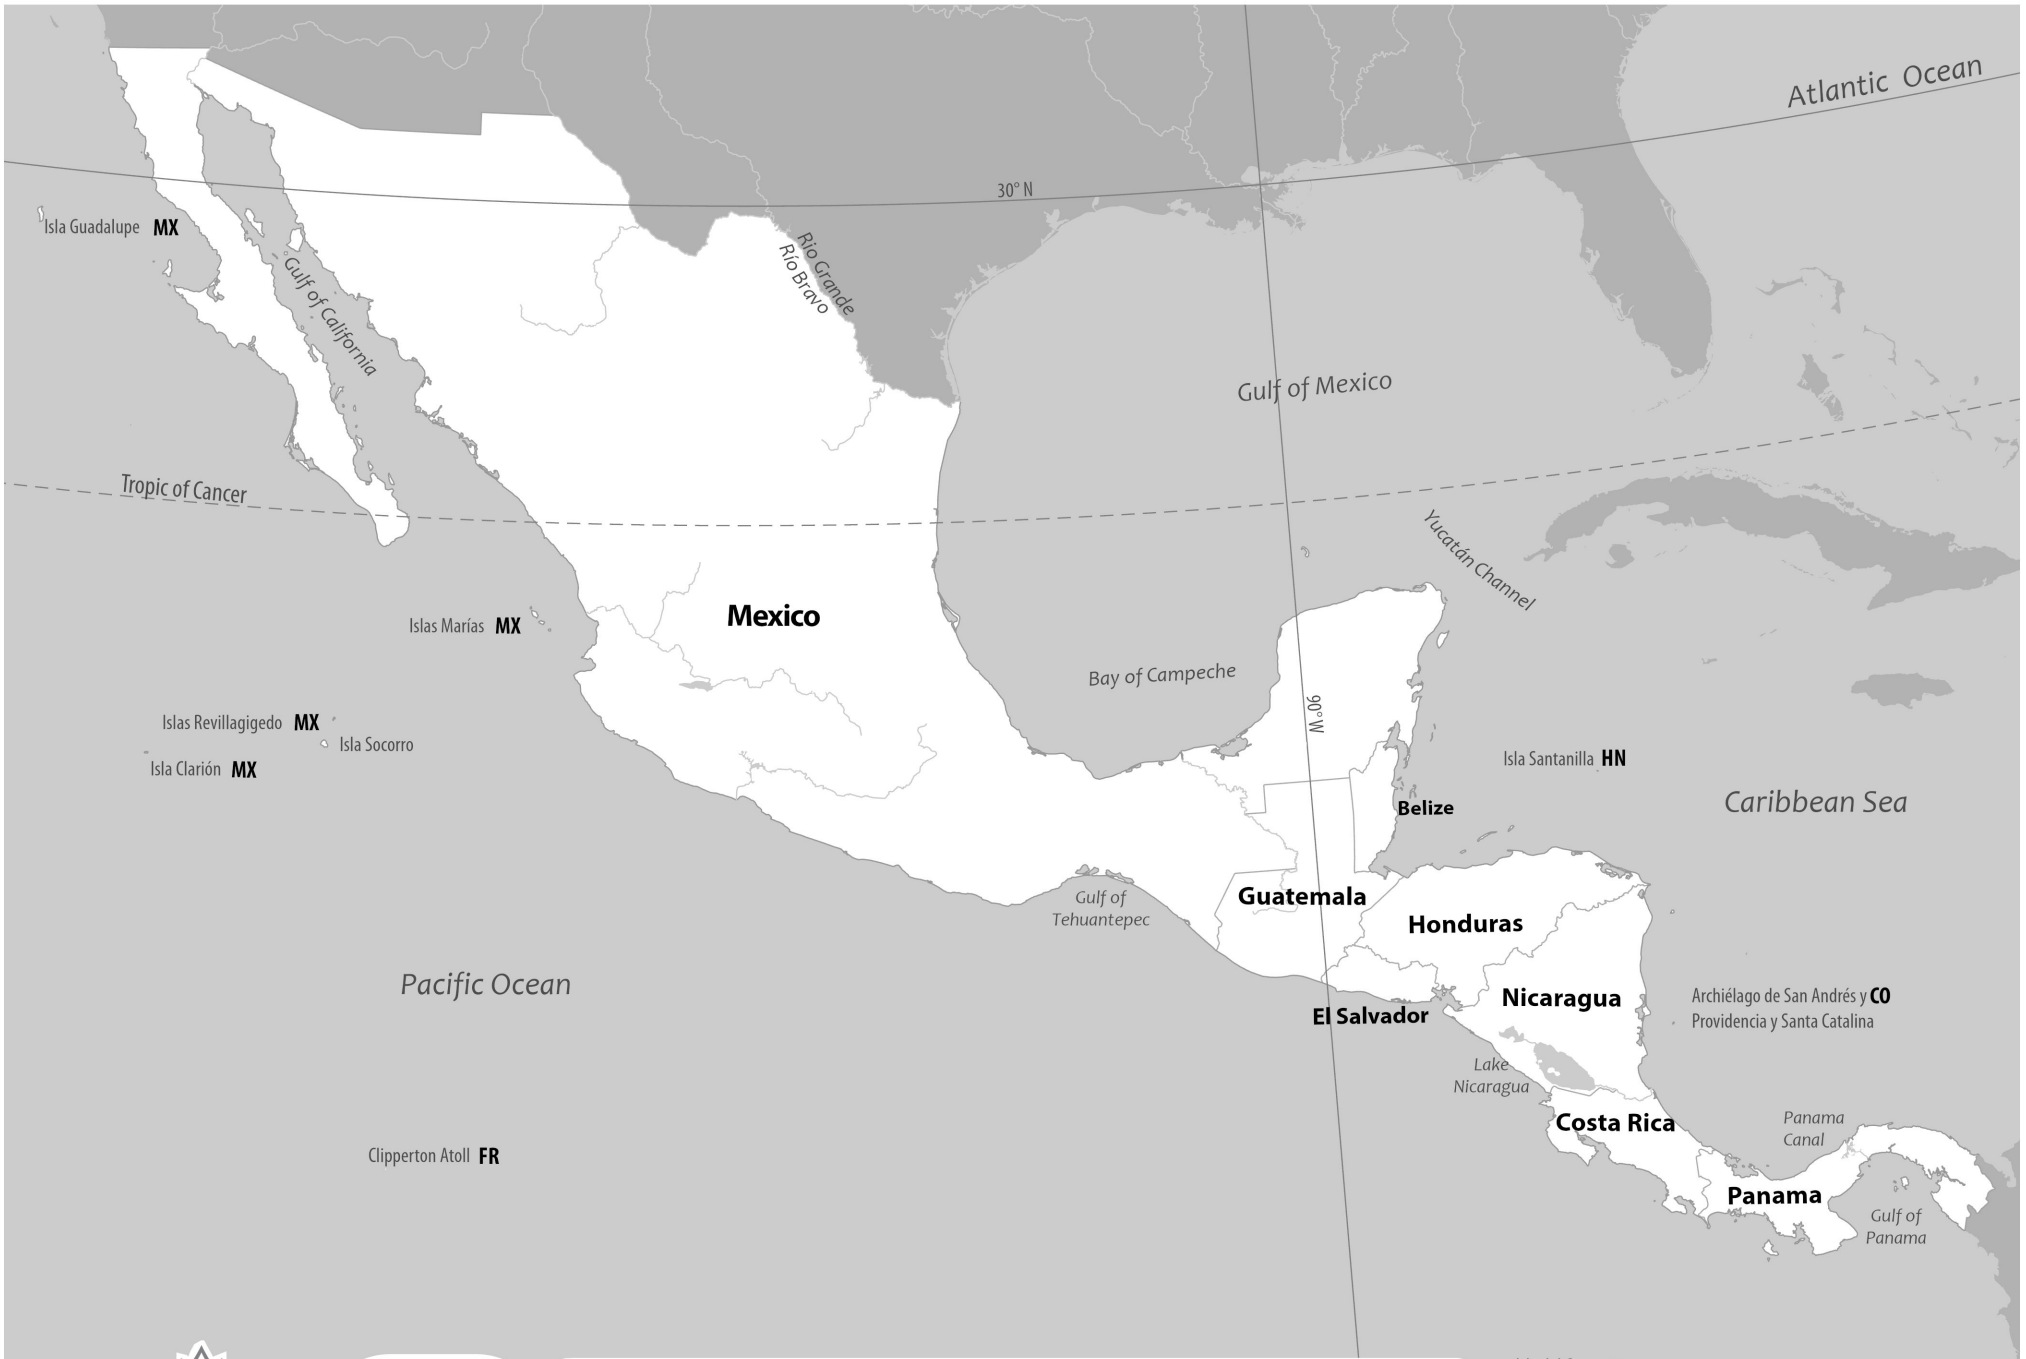 Atlantic Ocean
30° N
Isla Guadalupe MX
Rio Grande
Río Bravo
Gulf of California
Gulf of Mexico
Tropic of Cancer
Yucatán Channel
Mexico
Islas Marías MX
Bay of Campeche
90° W
Islas Revillagigedo MX
Isla Socorro
Isla Clarión MX
Isla Santanilla HN
Caribbean Sea
Belize
Guatemala
Gulf of
Tehuantepec
Honduras
Pacific Ocean
Nicaragua
Archiélago de San Andrés y CO
Providencia y Santa Catalina
El Salvador
Lake
Nicaragua
Costa Rica
Panama
Canal
Clipperton Atoll FR
Panama
Gulf of
Panama